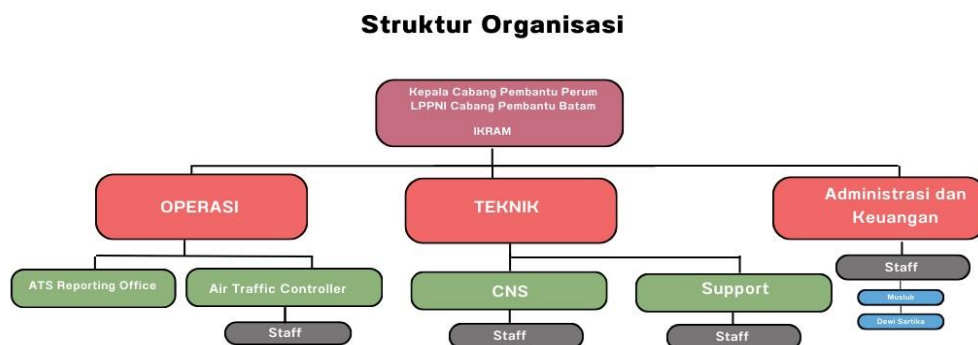 Struktur Organisasi
Kepala Cabang Pembantu Perum
LPPNI Cabang Pembantu Batam
IKRAM
OPERASI
TEKNIK
Administrasi dan
Keuangan
ATS Reporting Office
Air Traffic Controller
CNS
Support
Staff
Muslub
Dewi Sartika
Staff
Staff
Staff